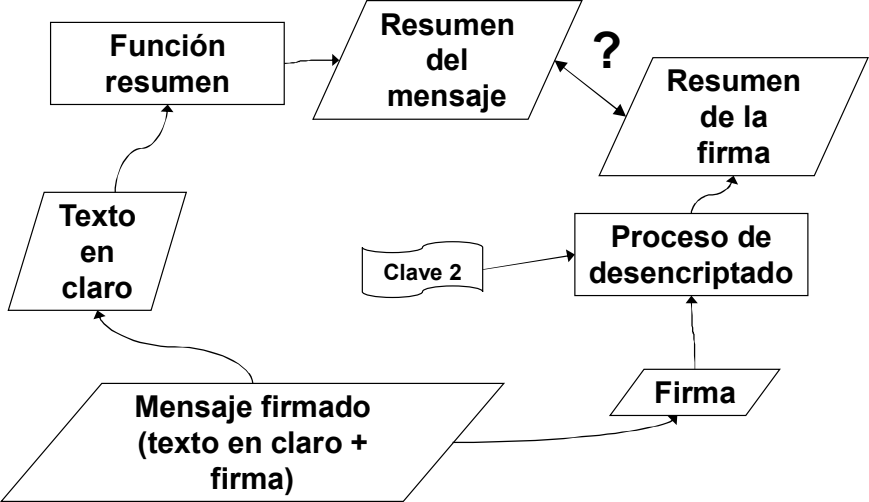 Función
resumen
Resumen
del
mensaje
?
Resumen
de la
firma
Texto
en
claro
Clave 2
Proceso de
desencriptado
Mensaje firmado
(texto en claro +
firma)
Firma